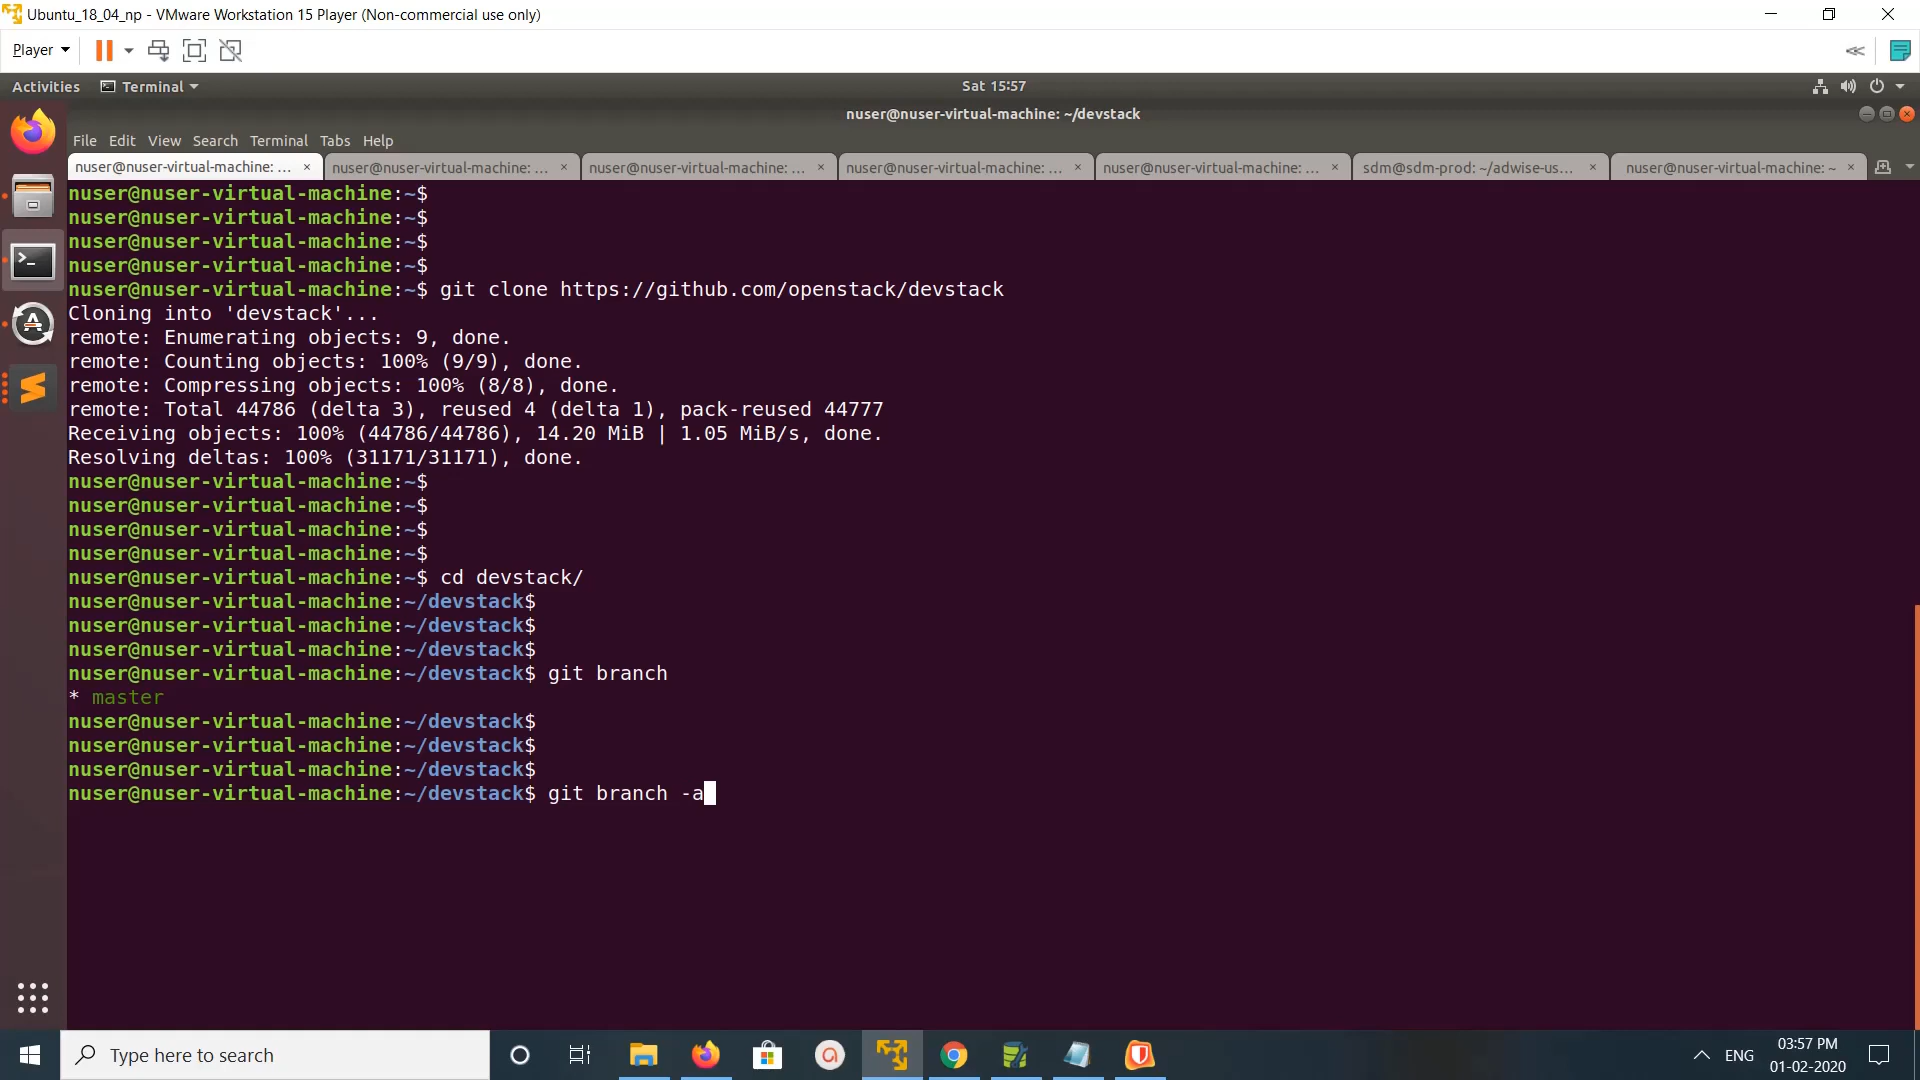 Ubuntu_18_04_np - VMware Workstation 15 Player (Non-commercial use only)
Player
Activities Terminal Sat 15:57
nuser@nuser-virtual-machine: ~/devstack
File Edit View Search Terminal Tabs Help
nuser@nuser-virtual-machine: ... × nuser@nuser-virtual-machine: ... × nuser@nuser-virtual-machine: ... × nuser@nuser-virtual-machine: ... × nuser@nuser-virtual-machine: ... × sdm@sdm-prod: ~/adwise-us... × nuser@nuser-virtual-machine: ~ ×
nuser@nuser-virtual-machine:~$
nuser@nuser-virtual-machine:~$
nuser@nuser-virtual-machine:~$
nuser@nuser-virtual-machine:~$
nuser@nuser-virtual-machine:~$ git clone https://github.com/openstack/devstack
Cloning into 'devstack'...
remote: Enumerating objects: 9, done.
remote: Counting objects: 100% (9/9), done.
remote: Compressing objects: 100% (8/8), done.
remote: Total 44786 (delta 3), reused 4 (delta 1), pack-reused 44777
Receiving objects: 100% (44786/44786), 14.20 MiB | 1.05 MiB/s, done.
Resolving deltas: 100% (31171/31171), done.
nuser@nuser-virtual-machine:~$
nuser@nuser-virtual-machine:~$
nuser@nuser-virtual-machine:~$
nuser@nuser-virtual-machine:~$
nuser@nuser-virtual-machine:~$ cd devstack/
nuser@nuser-virtual-machine:~/devstack$
nuser@nuser-virtual-machine:~/devstack$
nuser@nuser-virtual-machine:~/devstack$
nuser@nuser-virtual-machine:~/devstack$ git branch
* master
nuser@nuser-virtual-machine:~/devstack$
nuser@nuser-virtual-machine:~/devstack$
nuser@nuser-virtual-machine:~/devstack$
nuser@nuser-virtual-machine:~/devstack$ git branch -a
Type here to search
ENG
03:57 PM
01-02-2020